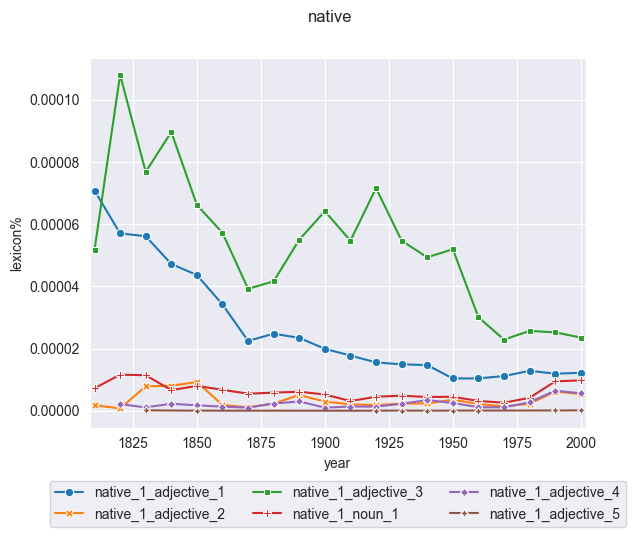 native
0.00010
0.00008
0.00006
0.00004
0.00002
0.00000
lexicon%
1825 1850 1875 1900 1925 1950 1975 2000
year
native_1_adjective_1 native_1_adjective_3 native_1_adjective_4
native_1_adjective_2 native_1_noun_1 native_1_adjective_5